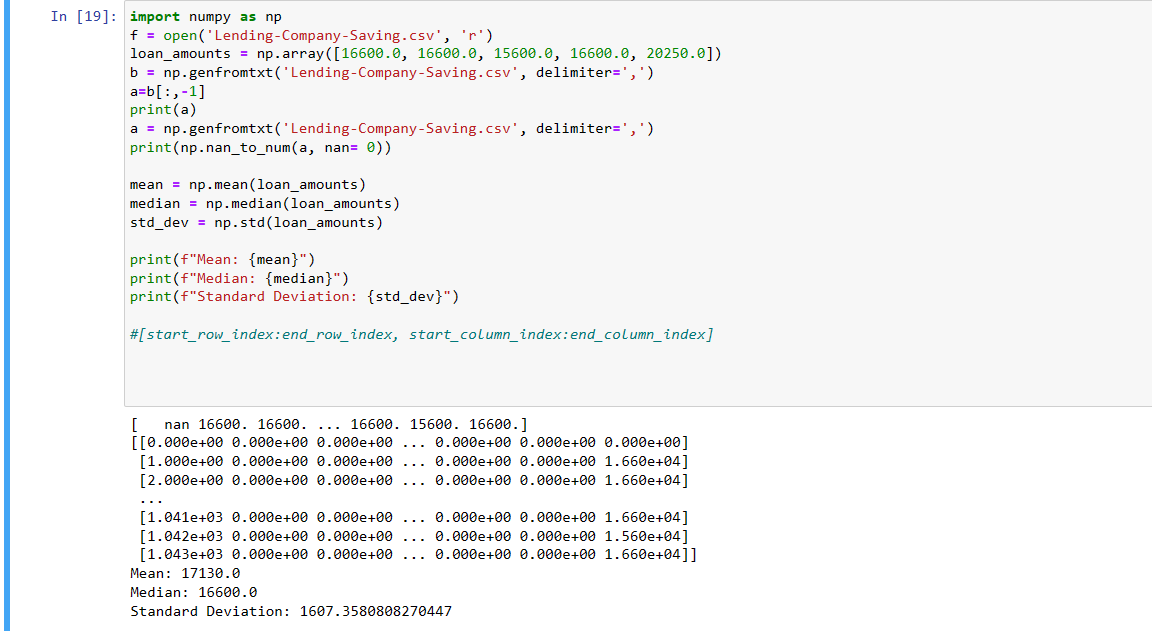 In [19]: import numpy as np
f = open('Lending-Company-Saving.csv', 'r')
loan_amounts = np.array([16600.0, 16600.0, 15600.0, 16600.0, 20250.0])
b = np.genfromtxt('Lending-Company-Saving.csv', delimiter=',')
a=b[:,-1]
print(a)
a = np.genfromtxt('Lending-Company-Saving.csv', delimiter=',')
print(np.nan_to_num(a, nan= 0))
mean = np.mean(loan_amounts)
median = np.median(loan_amounts)
std_dev = np.std(loan_amounts)
print(f"Mean: {mean}")
print(f"Median: {median}")
print(f"Standard Deviation: {std_dev}")
#[start_row_index:end_row_index, start_column_index:end_column_index]
[   nan 16600. 16600. ... 16600. 15600. 16600.]
[[0.000e+00 0.000e+00 0.000e+00 ... 0.000e+00 0.000e+00 0.000e+00]
[1.000e+00 0.000e+00 0.000e+00 ... 0.000e+00 0.000e+00 1.660e+04]
[2.000e+00 0.000e+00 0.000e+00 ... 0.000e+00 0.000e+00 1.660e+04]
...
[1.041e+03 0.000e+00 0.000e+00 ... 0.000e+00 0.000e+00 1.660e+04]
[1.042e+03 0.000e+00 0.000e+00 ... 0.000e+00 0.000e+00 1.560e+04]
[1.043e+03 0.000e+00 0.000e+00 ... 0.000e+00 0.000e+00 1.660e+04]]
Mean: 17130.0
Median: 16600.0
Standard Deviation: 1607.3580808270447